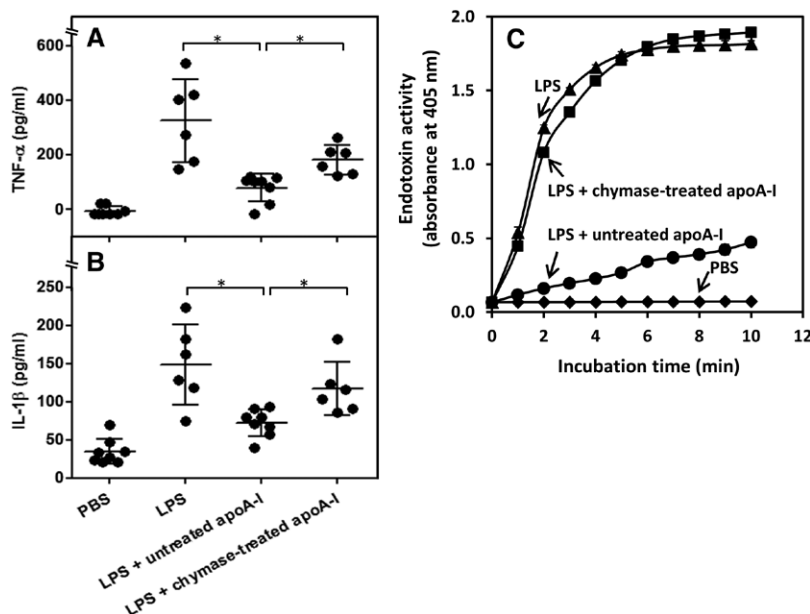 A
TNF-α (pg/ml)
600
400
200
0
* *
B
IL-1β (pg/ml)
250
200
150
100
50
0
* *
PBS
LPS
LPS + untreated apoA-I
LPS + chymase-treated apoA-I
C
Endotoxin activity
(absorbance at 405 nm)
2.0
1.5
1.0
0.5
0.0
LPS
LPS + chymase-treated apoA-I
LPS + untreated apoA-I
PBS
0 2 4 6 8 10 12
Incubation time (min)